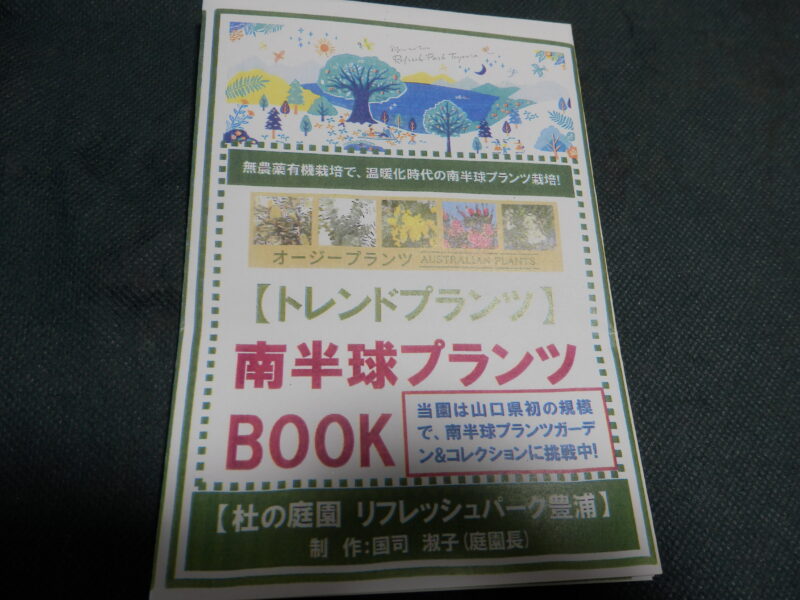 Refresh Park Toyoura
無農薬有機栽培で、温暖化時代の南半球プランツ栽培!
オージープランツ AUSTRALIAN PLANTS
【トレンドプランツ】
南半球プランツ
BOOK
当園は山口県初の規模
で、南半球プランツガーデ
ン&コレクションに挑戦中!
【杜の庭園 リフレッシュパーク豊浦】
制 作:国司 淑子(庭園長)